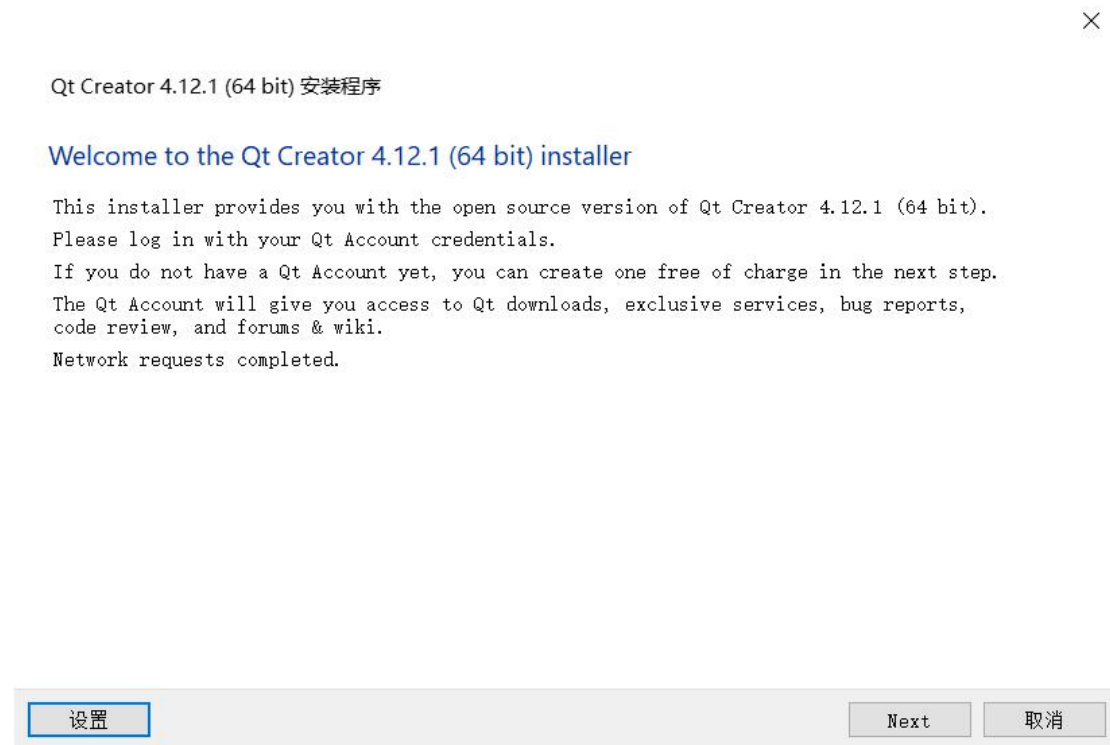 Qt Creator 4.12.1 (64 bit) 安装程序
Welcome to the Qt Creator 4.12.1 (64 bit) installer
This installer provides you with the open source version of Qt Creator 4.12.1 (64 bit).
Please log in with your Qt Account credentials.
If you do not have a Qt Account yet, you can create one free of charge in the next step.
The Qt Account will give you access to Qt downloads, exclusive services, bug reports,
code review, and forums & wiki.
Network requests completed.
设置 Next 取消